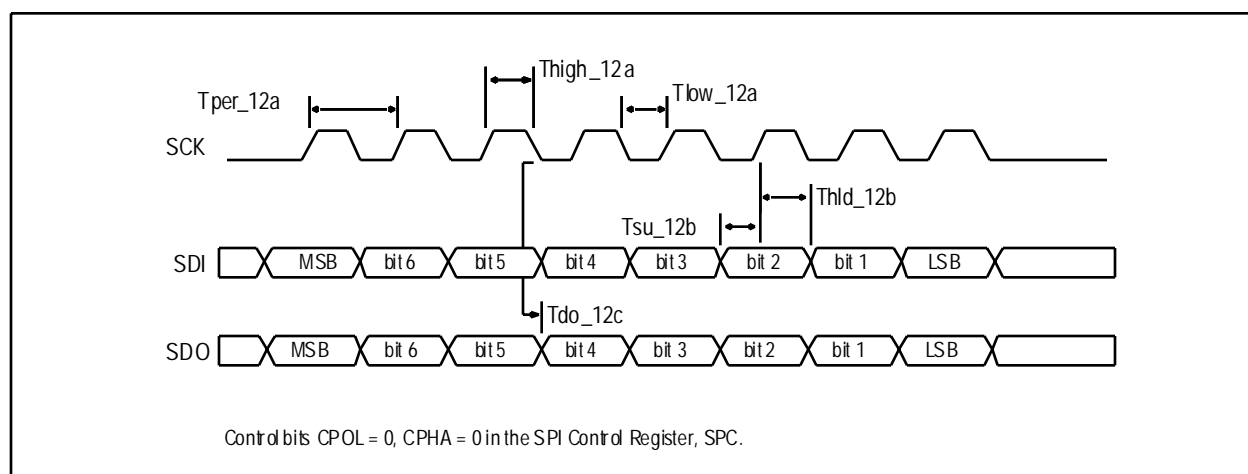 Thigh_12a
Tper_12a
Tlow_12a
SCK
Thld_12b
Tsu_12b
SDI MSB bit 6 bit 5 bit 4 bit 3 bit 2 bit 1 LSB
Tdo_12c
SDO MSB bit 6 bit 5 bit 4 bit 3 bit 2 bit 1 LSB
Control bits CPOL = 0, CPHA = 0 in the SPI Control Register, SPC.